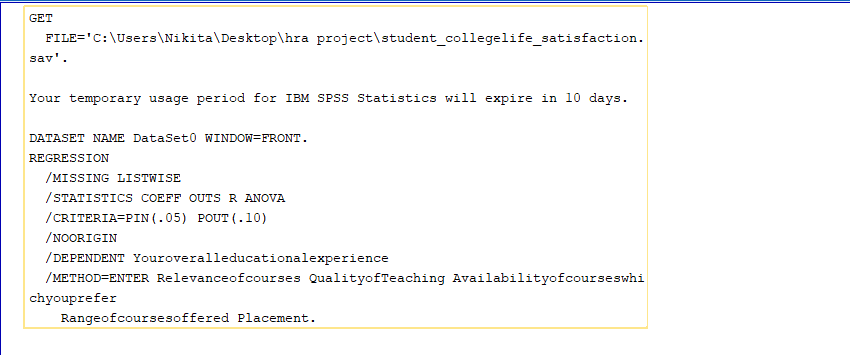 GET
FILE='C:\Users\Nikita\Desktop\hra project\student_collegelife_satisfaction.
sav'.
Your temporary usage period for IBM SPSS Statistics will expire in 10 days.
DATASET NAME DataSet0 WINDOW=FRONT.
REGRESSION
/MISSING LISTWISE
/STATISTICS COEFF OUTS R ANOVA
/CRITERIA=PIN(.05) POUT(.10)
/NOORIGIN
/DEPENDENT Youroveralleducationalexperience
/METHOD=ENTER Relevanceofcourses QualityofTeaching Availabilityofcourseswhi
chyouprefer
Rangeofcoursesoffered Placement.